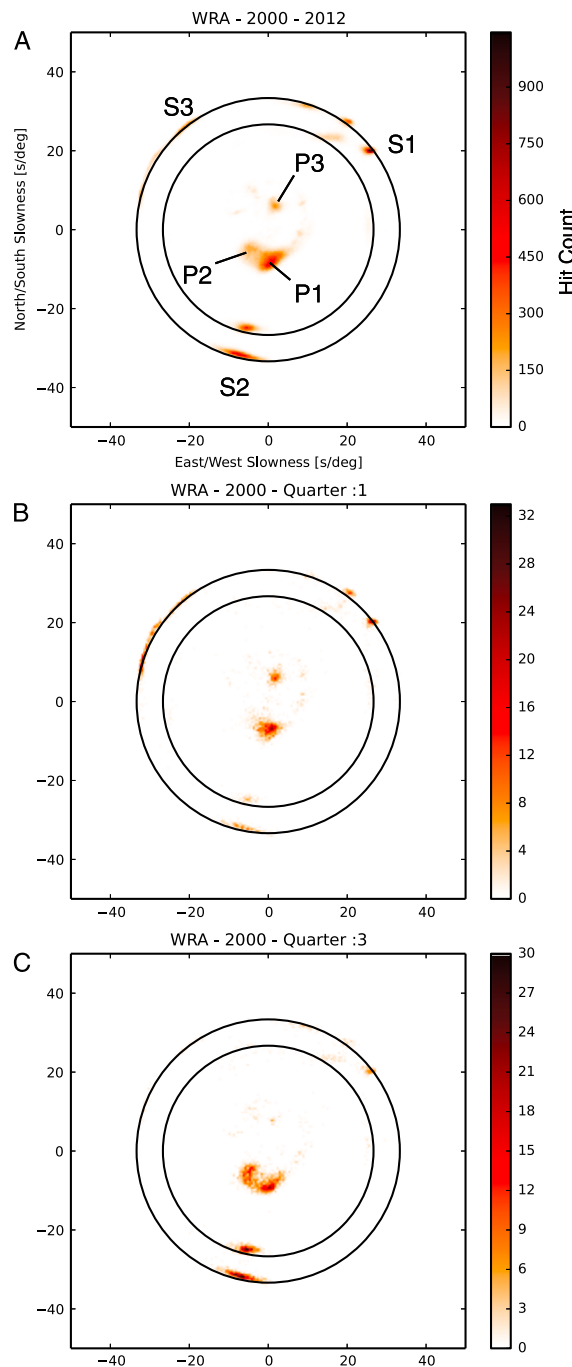 WRA - 2000 - 2012
A
40
20
0
−20
−40
North/South Slowness [s/deg]
S3
S1
P3
P2
P1
S2
−40 −20 0 20 40
East/West Slowness [s/deg]
900
750
600
450
300
150
0
Hit Count
WRA - 2000 - Quarter :1
B
40
20
0
−20
−40
−40 −20 0 20 40
32
28
24
20
16
12
8
4
0
WRA - 2000 - Quarter :3
C
40
20
0
−20
−40
−40 −20 0 20 40
30
27
24
21
18
15
12
9
6
3
0